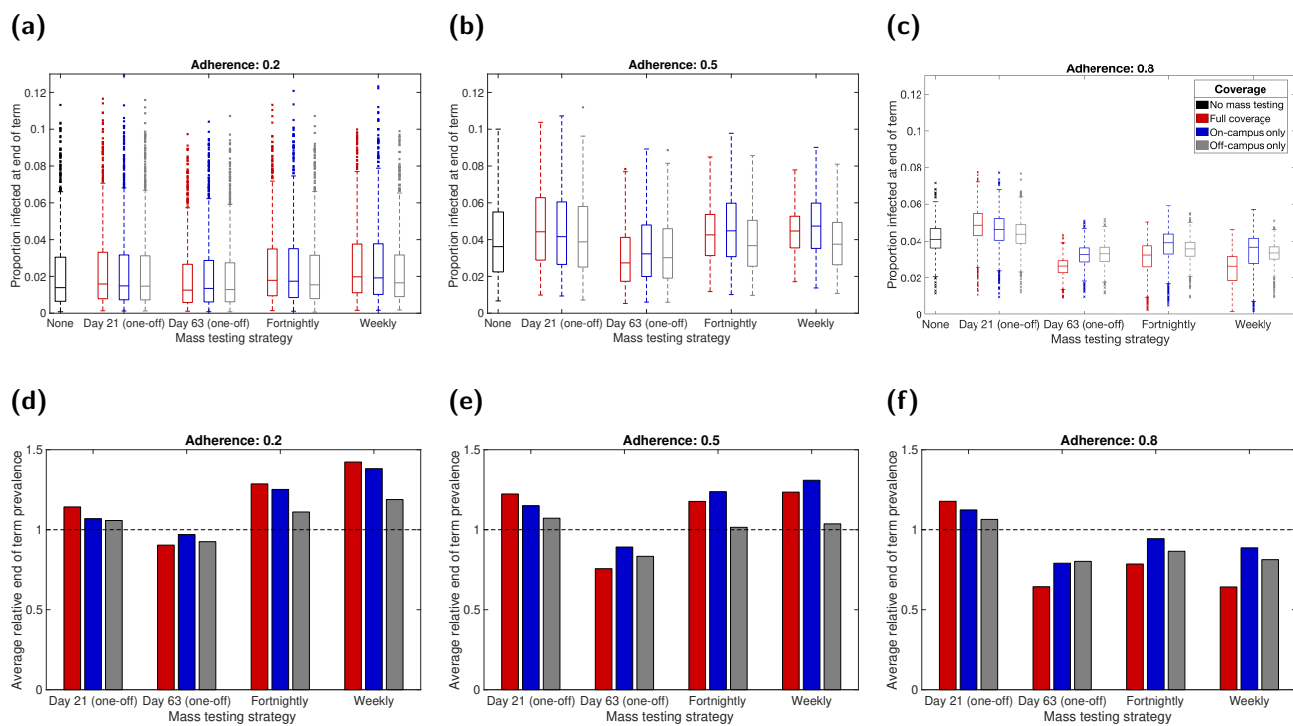 (a)
Adherence: 0.2
0.12
0.1
0.08
0.06
0.04
0.02
0
Proportion infected at end of term
None Day 21 (one-off) Day 63 (one-off) Fortnightly Weekly
Mass testing strategy
(b)
Adherence: 0.5
0.12
0.1
0.08
0.06
0.04
0.02
0
Proportion infected at end of term
None Day 21 (one-off) Day 63 (one-off) Fortnightly Weekly
Mass testing strategy
(c)
Adherence: 0.8
0.12
0.1
0.08
0.06
0.04
0.02
0
Proportion infected at end of term
Coverage
No mass testing
Full coverage
On-campus only
Off-campus only
None Day 21 (one-off) Day 63 (one-off) Fortnightly Weekly
Mass testing strategy
(d)
Adherence: 0.2
1.5
1
0.5
0
Average relative end of term prevalence
Day 21 (one-off) Day 63 (one-off) Fortnightly Weekly
Mass testing strategy
(e)
Adherence: 0.5
1.5
1
0.5
0
Average relative end of term prevalence
Day 21 (one-off) Day 63 (one-off) Fortnightly Weekly
Mass testing strategy
(f)
Adherence: 0.8
1.5
1
0.5
0
Average relative end of term prevalence
Day 21 (one-off) Day 63 (one-off) Fortnightly Weekly
Mass testing strategy